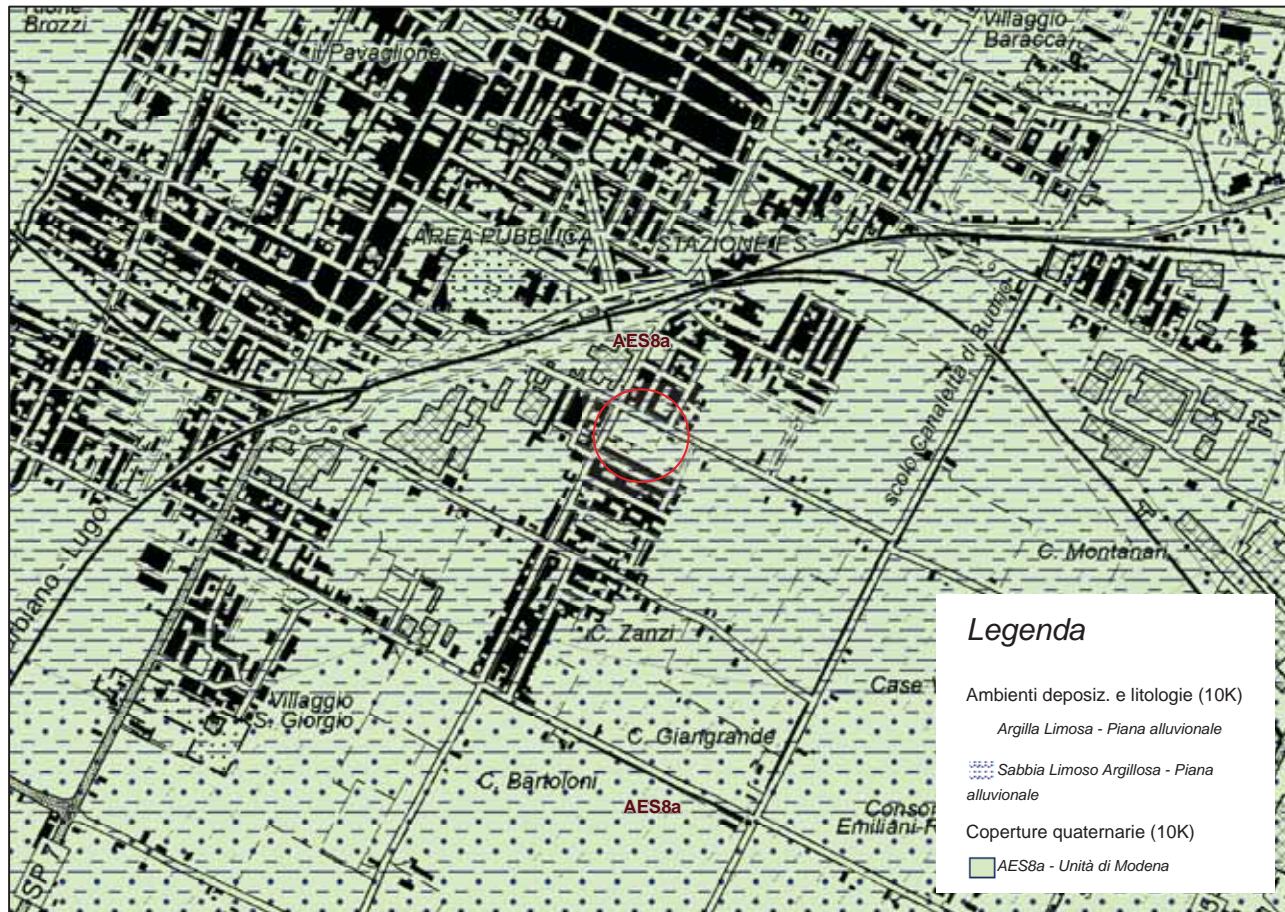 Brozzi
il Pavaglione
Villaggio
Baracca
AREA PUBBLICA
STAZIONE F.S.
AES8a
scolo Canaletta di Budrio
C. Montanari
- Lugo
C. Zanzi
Case
Villaggio
S. Giorgio
C. Giangrande
C. Bartoloni
AES8a
Emiliani-
SP 7
Legenda
Ambienti deposiz. e litologie (10K)
Argilla Limosa - Piana alluvionale
Sabbia Limoso Argillosa - Piana
alluvionale
Coperture quaternarie (10K)
AES8a - Unità di Modena